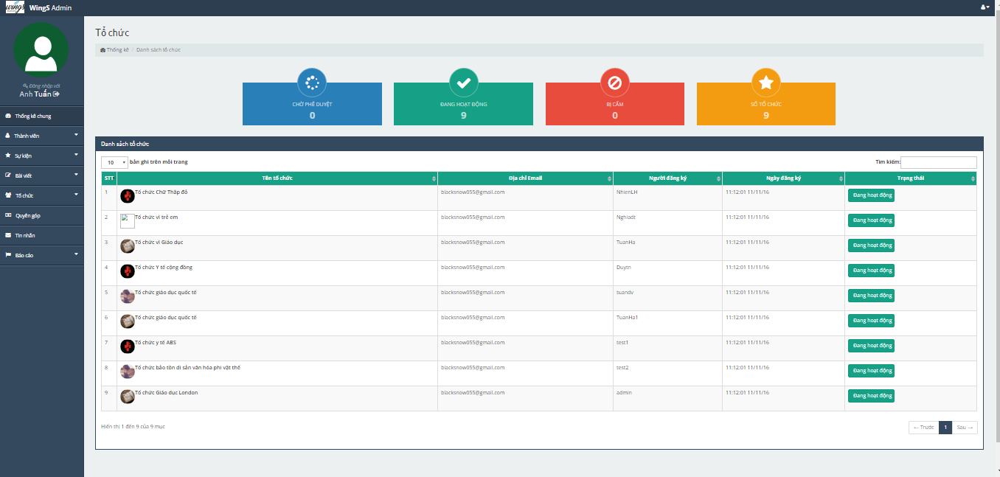 wings WingS Admin
Đăng nhập với
Anh Tuấn
Thống kê chung
Thành viên
Sự kiện
Bài viết
Tổ chức
Quyên góp
Tin nhắn
Báo cáo
Tổ chức
Thống kê / Danh sách tổ chức
CHỜ PHÊ DUYỆT
0
ĐANG HOẠT ĐỘNG
9
BỊ CẤM
0
SỐ TỔ CHỨC
9
Danh sách tổ chức
10 bản ghi trên mỗi trang
Tìm kiếm:
STT Tên tổ chức Địa chỉ Email Người đăng ký Ngày đăng ký Trạng thái
1 Tổ chức Chữ Thập đỏ blacksnow055@gmail.com NhienLH 11:12:01 11/11/16 Đang hoạt động
2 Tổ chức vì trẻ em blacksnow055@gmail.com Nghiadt 11:12:01 11/11/16 Đang hoạt động
3 Tổ chức vì Giáo dục blacksnow055@gmail.com TuanHa 11:12:01 11/11/16 Đang hoạt động
4 Tổ chức Y tế cộng đồng blacksnow055@gmail.com Duytn 11:12:01 11/11/16 Đang hoạt động
5 Tổ chức giáo dục quốc tế blacksnow055@gmail.com tuandv 11:12:01 11/11/16 Đang hoạt động
6 Tổ chức giáo dục quốc tế blacksnow055@gmail.com TuanHa1 11:12:01 11/11/16 Đang hoạt động
7 Tổ chức y tế ABS blacksnow055@gmail.com test1 11:12:01 11/11/16 Đang hoạt động
8 Tổ chức bảo tồn di sản văn hóa phi vật thể blacksnow055@gmail.com test2 11:12:01 11/11/16 Đang hoạt động
9 Tổ chức Giáo dục London blacksnow055@gmail.com admin 11:12:01 11/11/16 Đang hoạt động
Hiển thị 1 đến 9 của 9 mục
← Trước 1 Sau →